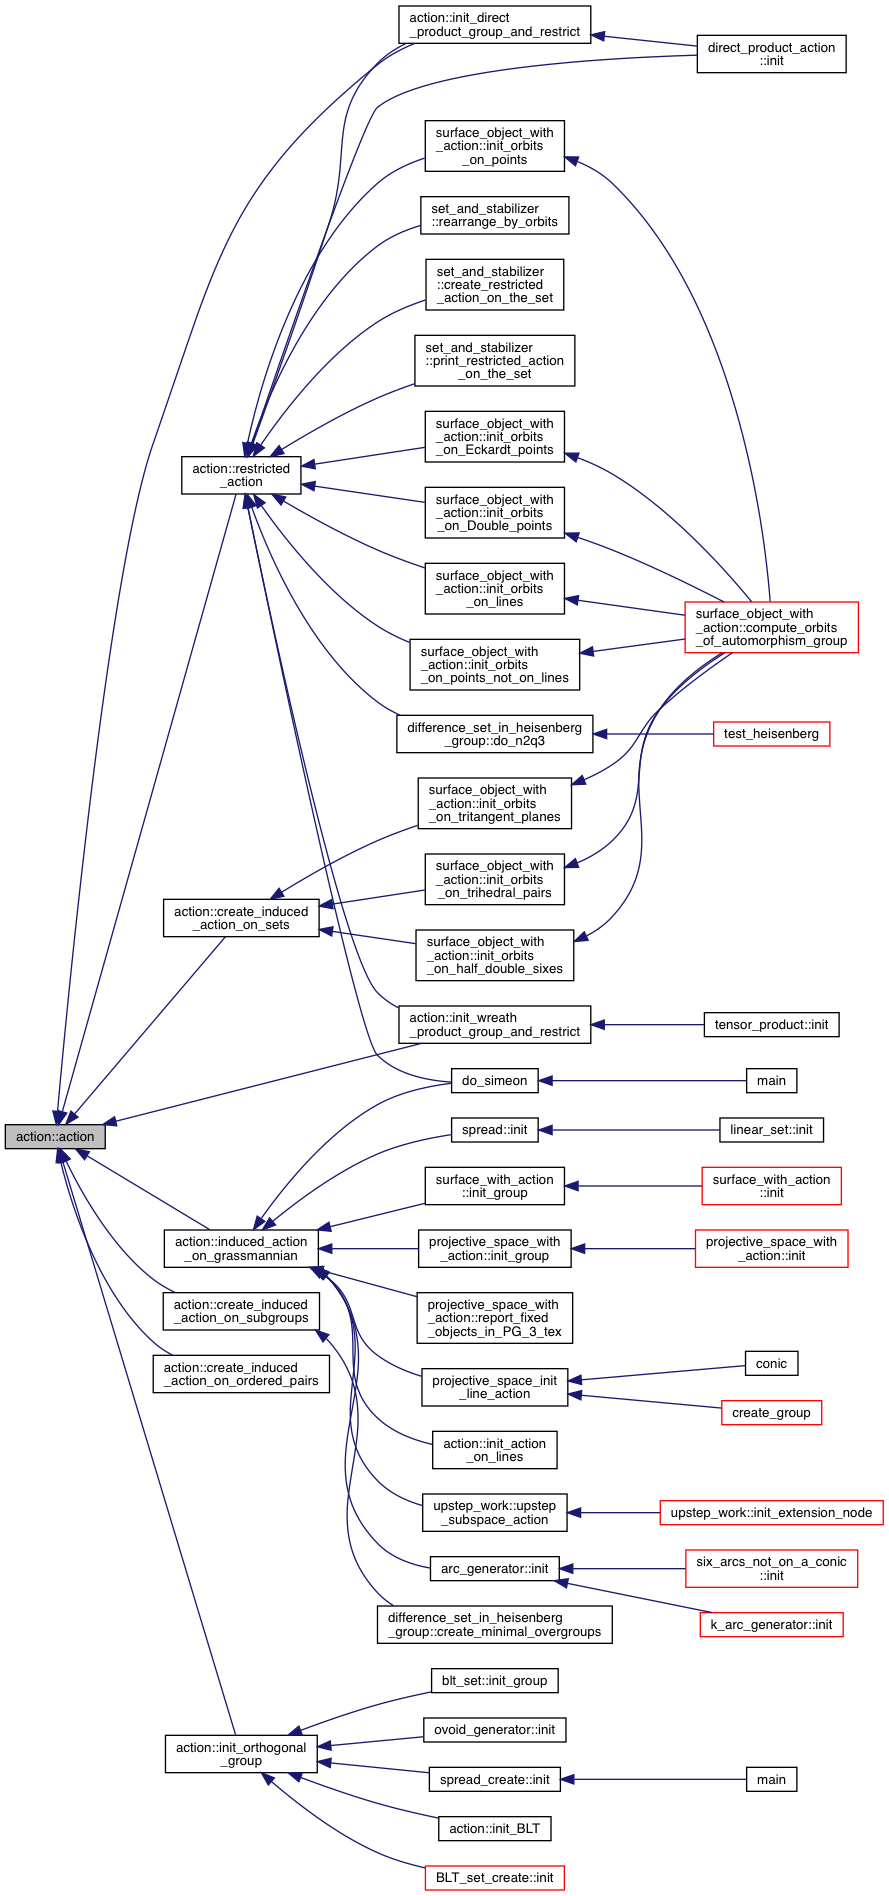 action::init_direct
_product_group_and_restrict
direct_product_action
::init
surface_object_with
_action::init_orbits
_on_points
set_and_stabilizer
::rearrange_by_orbits
set_and_stabilizer
::create_restricted
_action_on_the_set
set_and_stabilizer
::print_restricted_action
_on_the_set
surface_object_with
_action::init_orbits
_on_Eckardt_points
action::restricted
_action
surface_object_with
_action::init_orbits
_on_Double_points
surface_object_with
_action::init_orbits
_on_lines
surface_object_with
_action::compute_orbits
_of_automorphism_group
surface_object_with
_action::init_orbits
_on_points_not_on_lines
difference_set_in_heisenberg
_group::do_n2q3
test_heisenberg
surface_object_with
_action::init_orbits
_on_tritangent_planes
surface_object_with
_action::init_orbits
_on_trihedral_pairs
action::create_induced
_action_on_sets
surface_object_with
_action::init_orbits
_on_half_double_sixes
action::init_wreath
_product_group_and_restrict
tensor_product::init
do_simeon
main
action::action
spread::init
linear_set::init
surface_with_action
::init_group
surface_with_action
::init
action::induced_action
_on_grassmannian
projective_space_with
_action::init_group
projective_space_with
_action::init
action::create_induced
_action_on_subgroups
projective_space_with
_action::report_fixed
_objects_in_PG_3_tex
action::create_induced
_action_on_ordered_pairs
projective_space_init
_line_action
conic
create_group
action::init_action
_on_lines
upstep_work::upstep
_subspace_action
upstep_work::init_extension_node
arc_generator::init
six_arcs_not_on_a_conic
::init
k_arc_generator::init
difference_set_in_heisenberg
_group::create_minimal_overgroups
blt_set::init_group
ovoid_generator::init
action::init_orthogonal
_group
spread_create::init
main
action::init_BLT
BLT_set_create::init